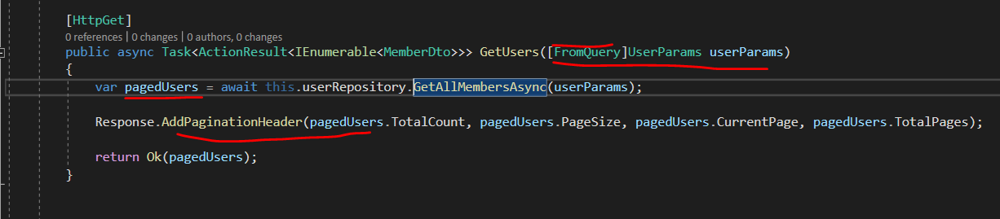 [HttpGet]
0 references | 0 changes | 0 authors, 0 changes
public async Task<ActionResult<IEnumerable<MemberDto>>> GetUsers([FromQuery]UserParams userParams)
{
var pagedUsers = await this.userRepository.GetAllMembersAsync(userParams);
Response.AddPaginationHeader(pagedUsers.TotalCount, pagedUsers.PageSize, pagedUsers.CurrentPage, pagedUsers.TotalPages);
return Ok(pagedUsers);
}